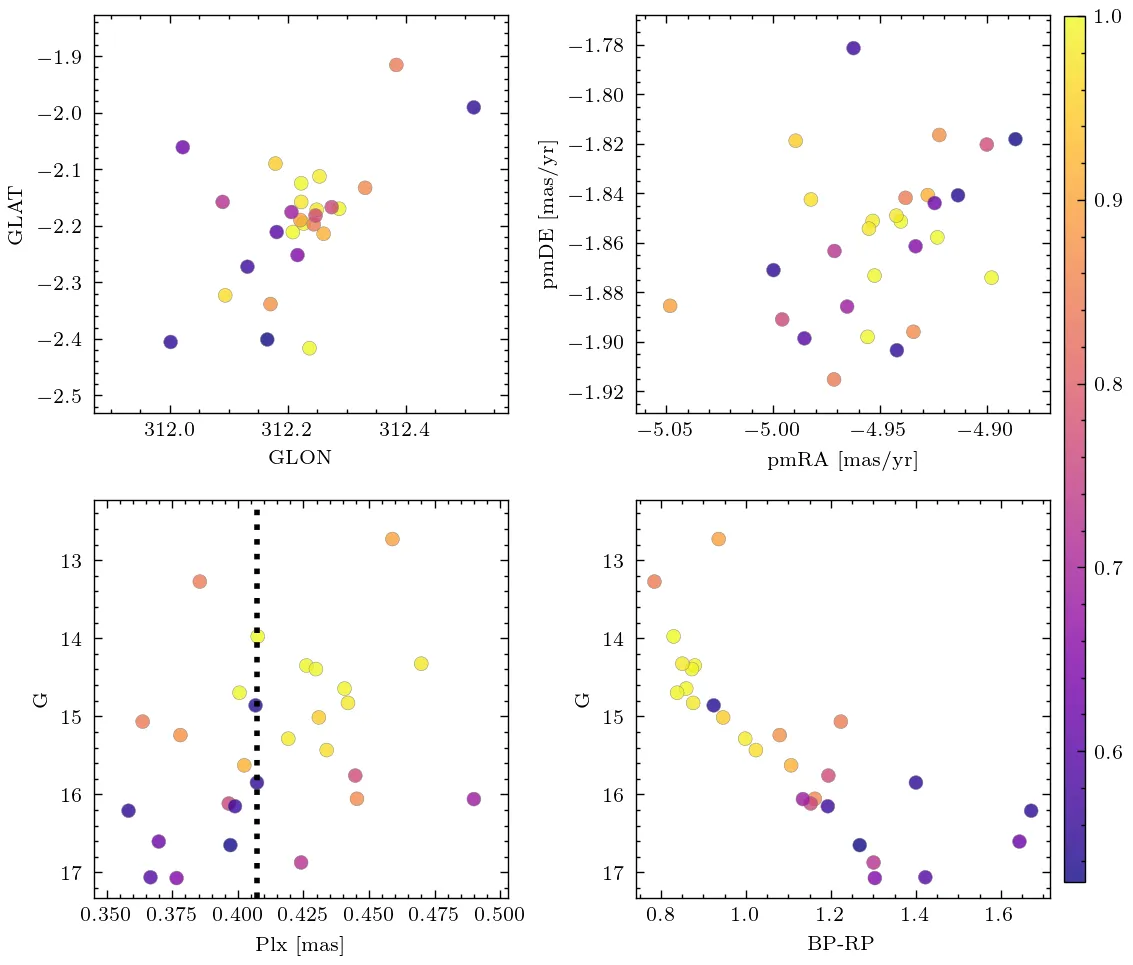 −1.9
−2.0
−2.1
−2.2
−2.3
−2.4
−2.5
GLAT
312.0 312.2 312.4
GLON
−1.78
−1.80
−1.82
−1.84
−1.86
−1.88
−1.90
−1.92
pmDE [mas/yr]
−5.05 −5.00 −4.95 −4.90
pmRA [mas/yr]
1.0
0.9
0.8
0.7
0.6
13
14
15
16
17
G
0.350 0.375 0.400 0.425 0.450 0.475 0.500
Plx [mas]
13
14
15
16
17
G
0.8 1.0 1.2 1.4 1.6
BP-RP